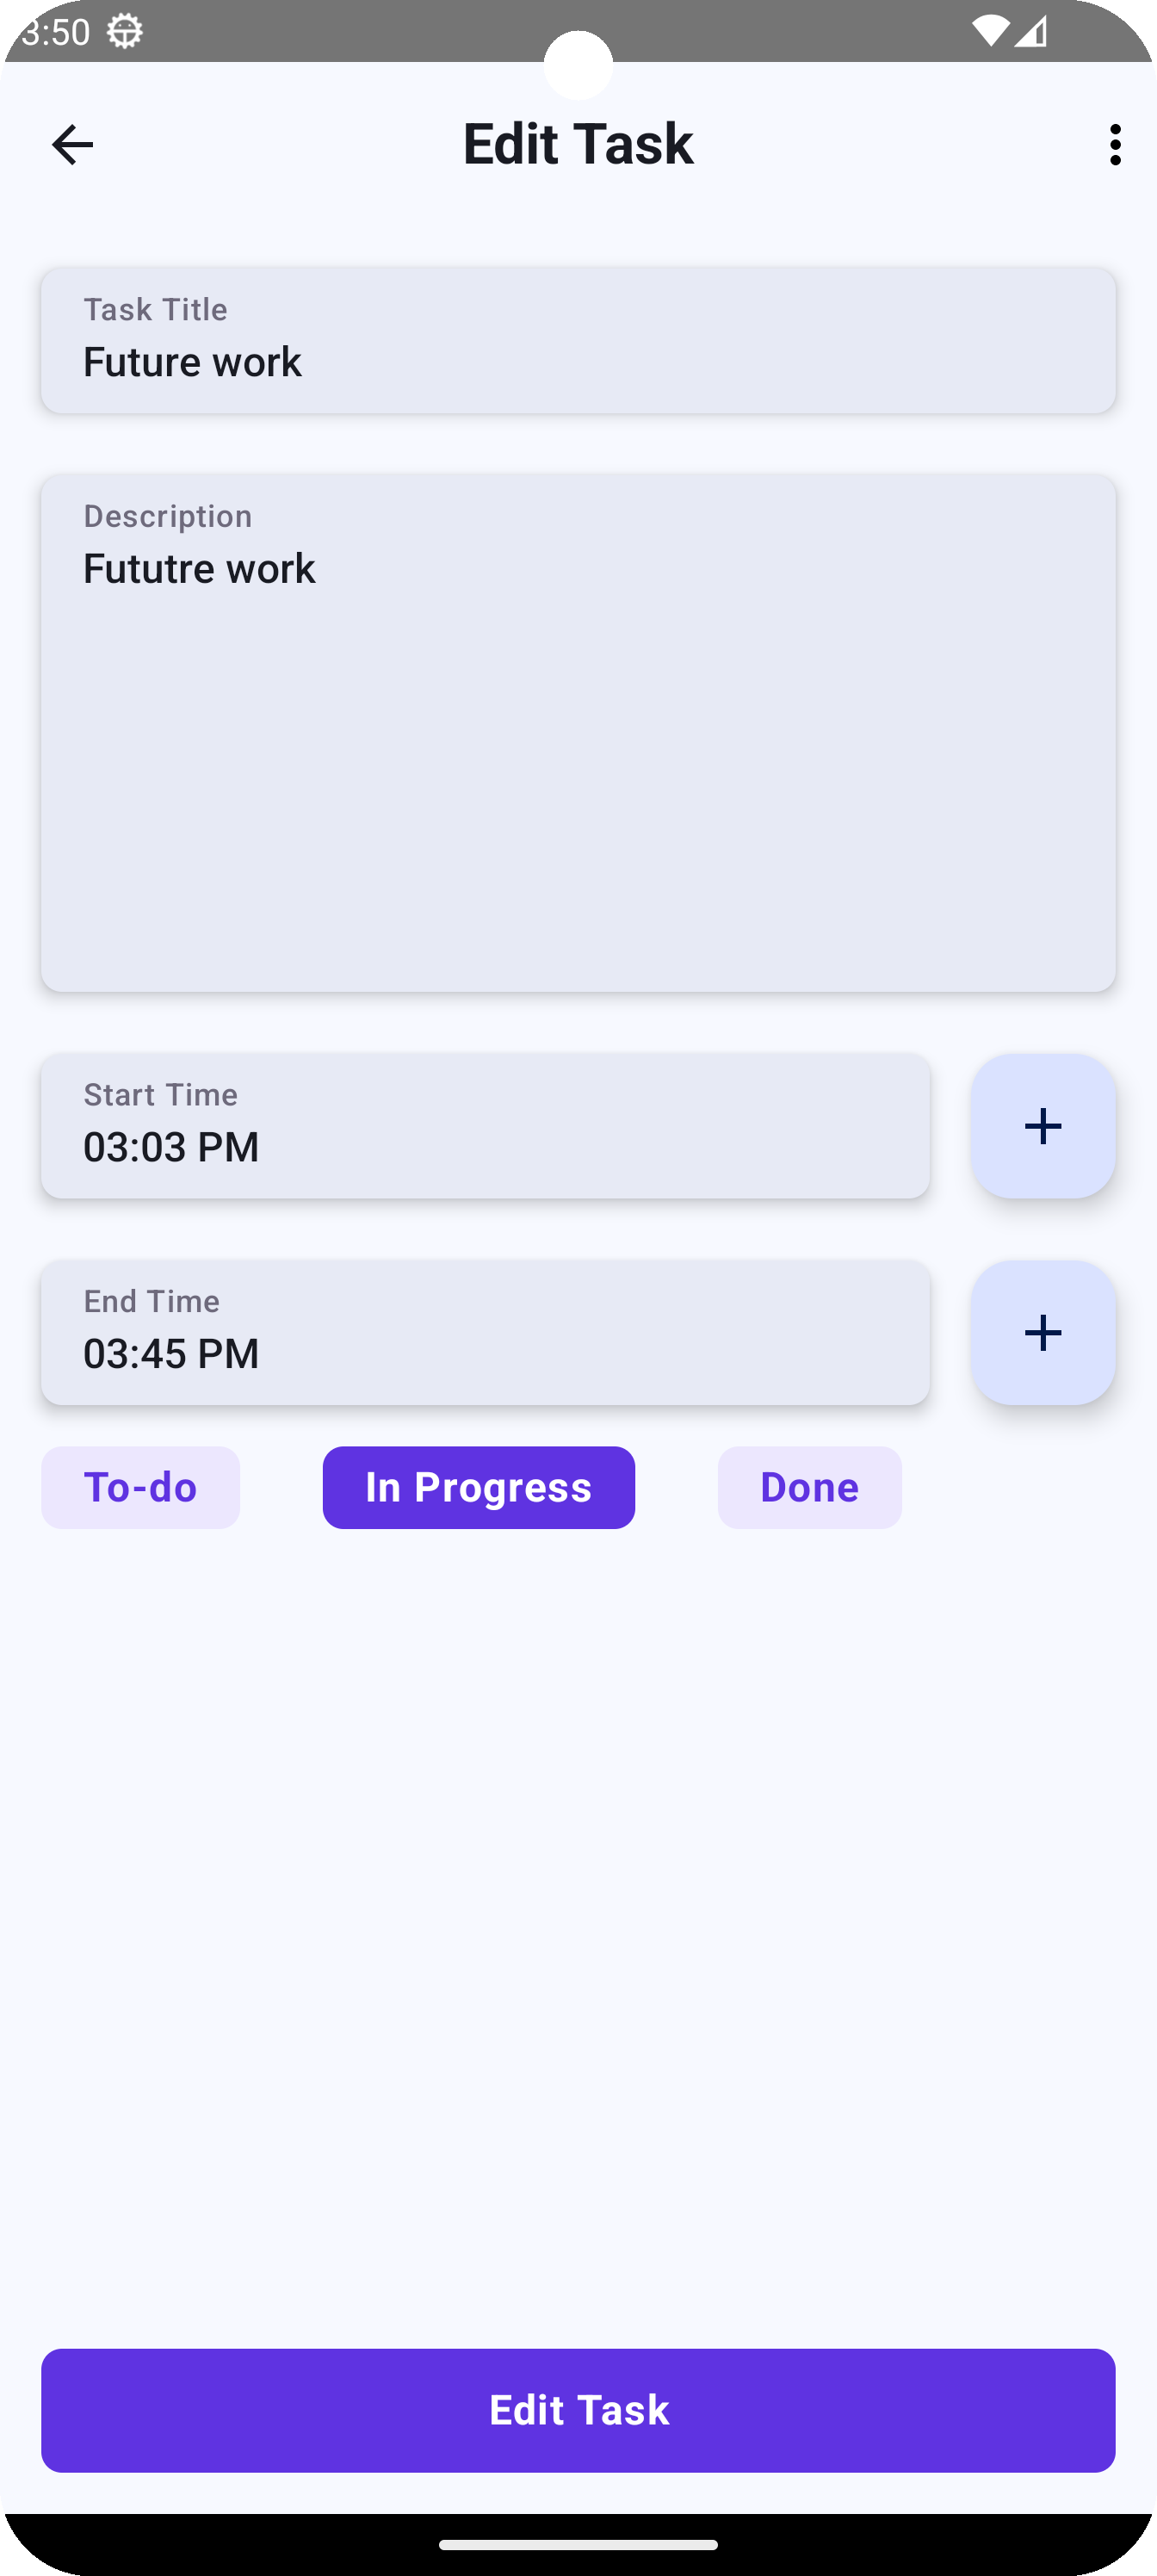 3:50
Edit Task
Task Title
Future work
Description
Fututre work
Start Time
03:03 PM
End Time
03:45 PM
To-do In Progress Done
Edit Task